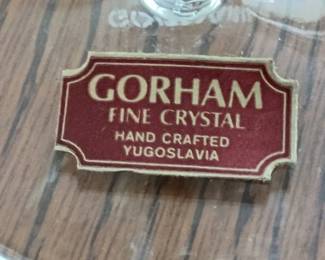 GORHAM
FINE CRYSTAL
HAND CRAFTED
YUGOSLAVIA